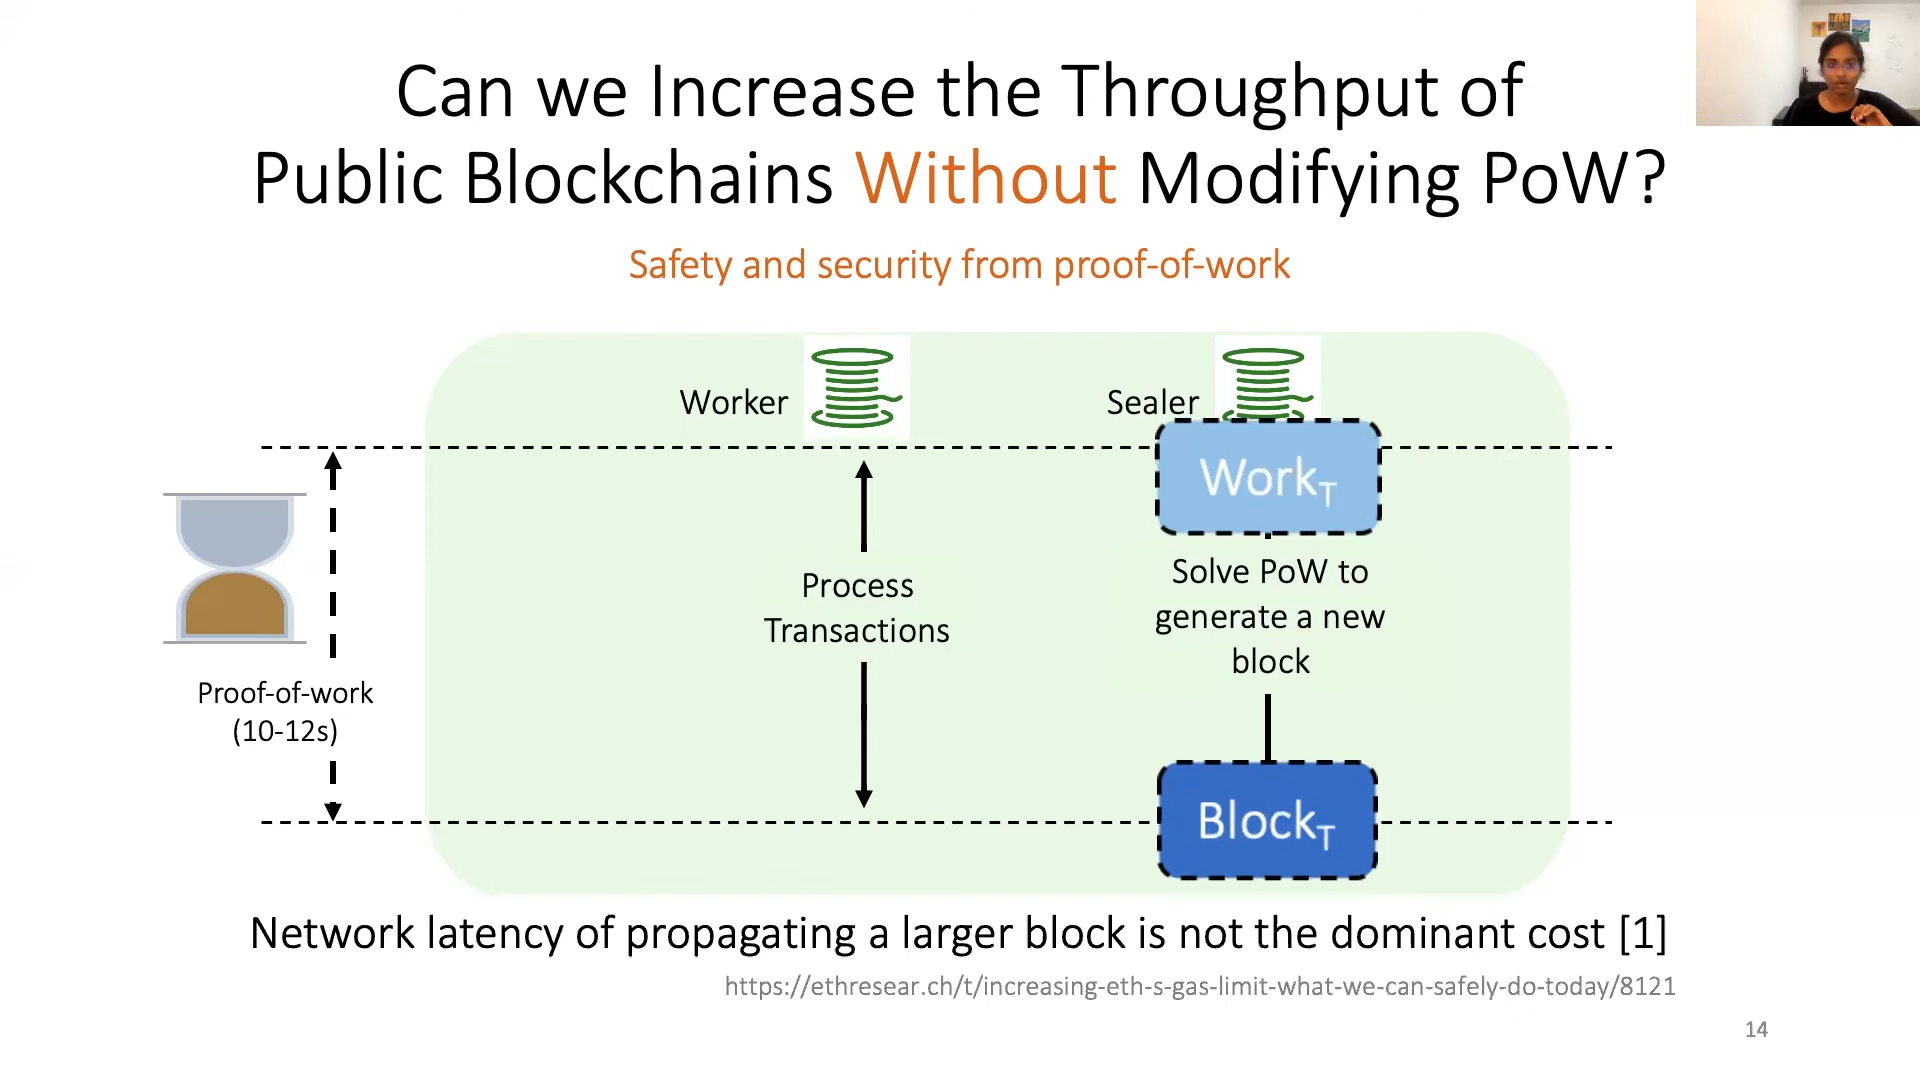 Can we Increase the Throughput of
Public Blockchains Without Modifying PoW?
Safety and security from proof-of-work
Worker
Sealer
Work_T
Process
Transactions
Solve PoW to
generate a new
block
Proof-of-work
(10-12s)
Block_T
Network latency of propagating a larger block is not the dominant cost [1]
https://ethresear.ch/t/increasing-eth-s-gas-limit-what-we-can-safely-do-today/8121
14